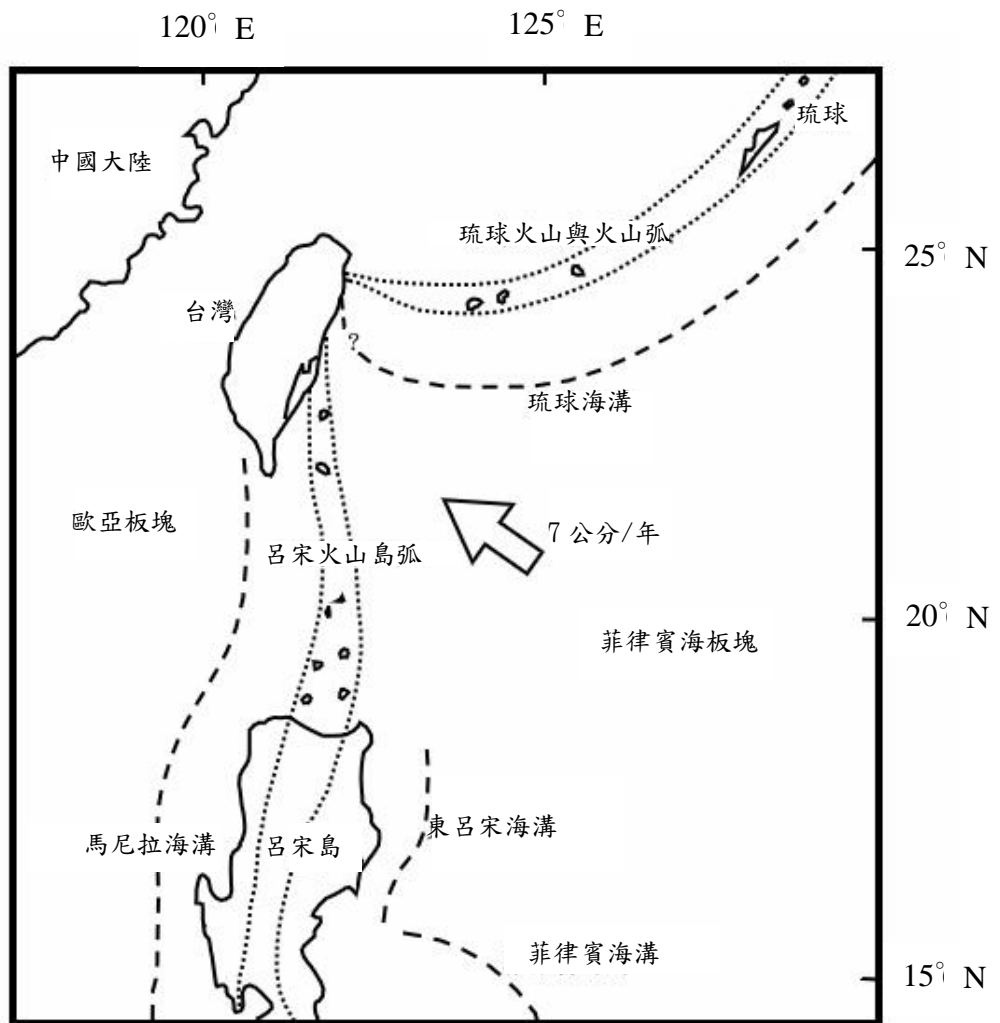 120° E
125° E
中國大陸
琉球
琉球火山與火山弧
25° N
台灣
?
琉球海溝
歐亞板塊
7公分/年
呂宋火山島弧
20° N
菲律賓海板塊
馬尼拉海溝
呂宋島
東呂宋海溝
菲律賓海溝
15° N